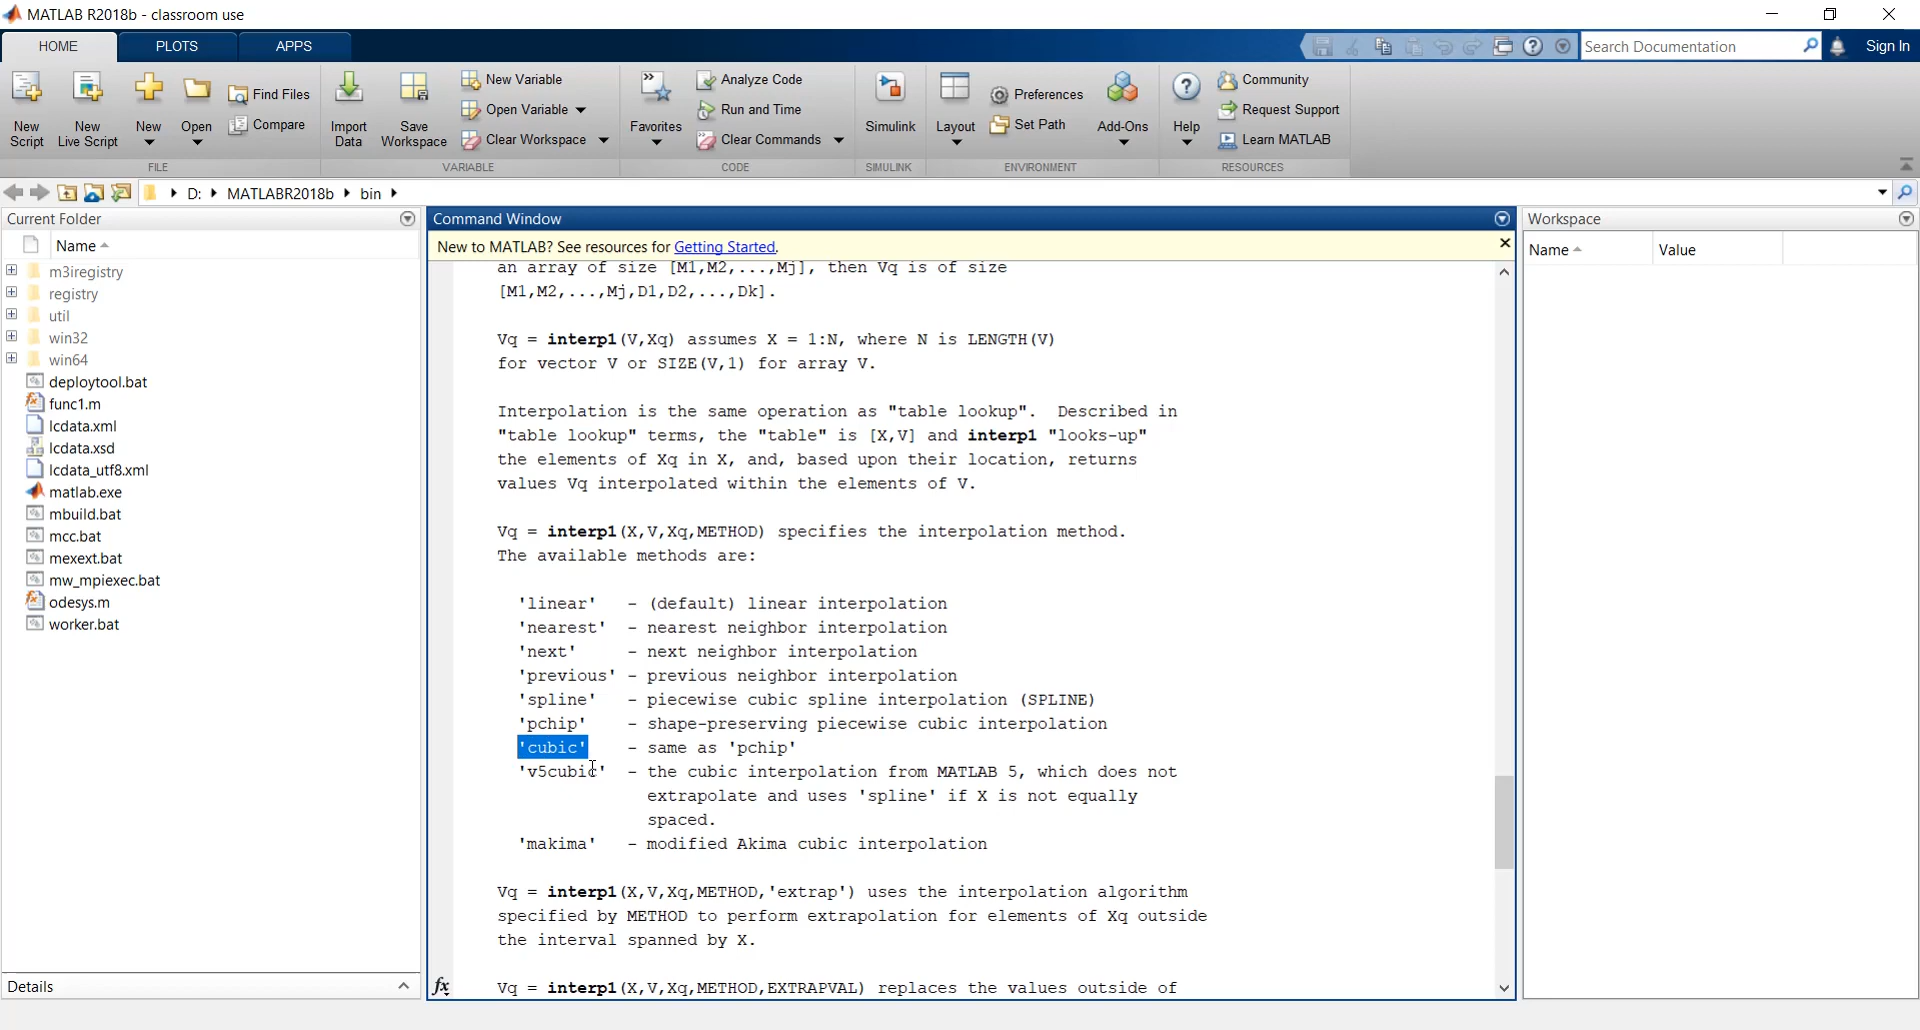 MATLAB R2018b - classroom use
HOME PLOTS APPS
Search Documentation
Sign In
New Script
New Live Script
New
Open
Find Files
Compare
FILE
Import Data
Save Workspace
New Variable
Open Variable
Clear Workspace
VARIABLE
Favorites
Analyze Code
Run and Time
Clear Commands
CODE
Simulink
SIMULINK
Layout
Preferences
Set Path
Add-Ons
ENVIRONMENT
Help
Community
Request Support
Learn MATLAB
RESOURCES
D: MATLABR2018b bin
Current Folder
Name
m3iregistry
registry
util
win32
win64
deploytool.bat
func1.m
lcdata.xml
lcdata.xsd
lcdata_utf8.xml
matlab.exe
mbuild.bat
mcc.bat
mexext.bat
mw_mpiexec.bat
odesys.m
worker.bat
Details
Command Window
New to MATLAB? See resources for Getting Started.
an array of size [M1,M2,...,Mj], then Vq is of size
[M1,M2,...,Mj,D1,D2,...,Dk].
Vq = interp1(V,Xq) assumes X = 1:N, where N is LENGTH(V)
for vector V or SIZE(V,1) for array V.
Interpolation is the same operation as "table lookup". Described in
"table lookup" terms, the "table" is [X,V] and interp1 "looks-up"
the elements of Xq in X, and, based upon their location, returns
values Vq interpolated within the elements of V.
Vq = interp1(X,V,Xq,METHOD) specifies the interpolation method.
The available methods are:
'linear' - (default) linear interpolation
'nearest' - nearest neighbor interpolation
'next' - next neighbor interpolation
'previous' - previous neighbor interpolation
'spline' - piecewise cubic spline interpolation (SPLINE)
'pchip' - shape-preserving piecewise cubic interpolation
'cubic' - same as 'pchip'
'v5cubic' - the cubic interpolation from MATLAB 5, which does not
extrapolate and uses 'spline' if X is not equally
spaced.
'makima' - modified Akima cubic interpolation
Vq = interp1(X,V,Xq,METHOD,'extrap') uses the interpolation algorithm
specified by METHOD to perform extrapolation for elements of Xq outside
the interval spanned by X.
fx Vq = interp1(X,V,Xq,METHOD,EXTRAPVAL) replaces the values outside of
Workspace
Name Value